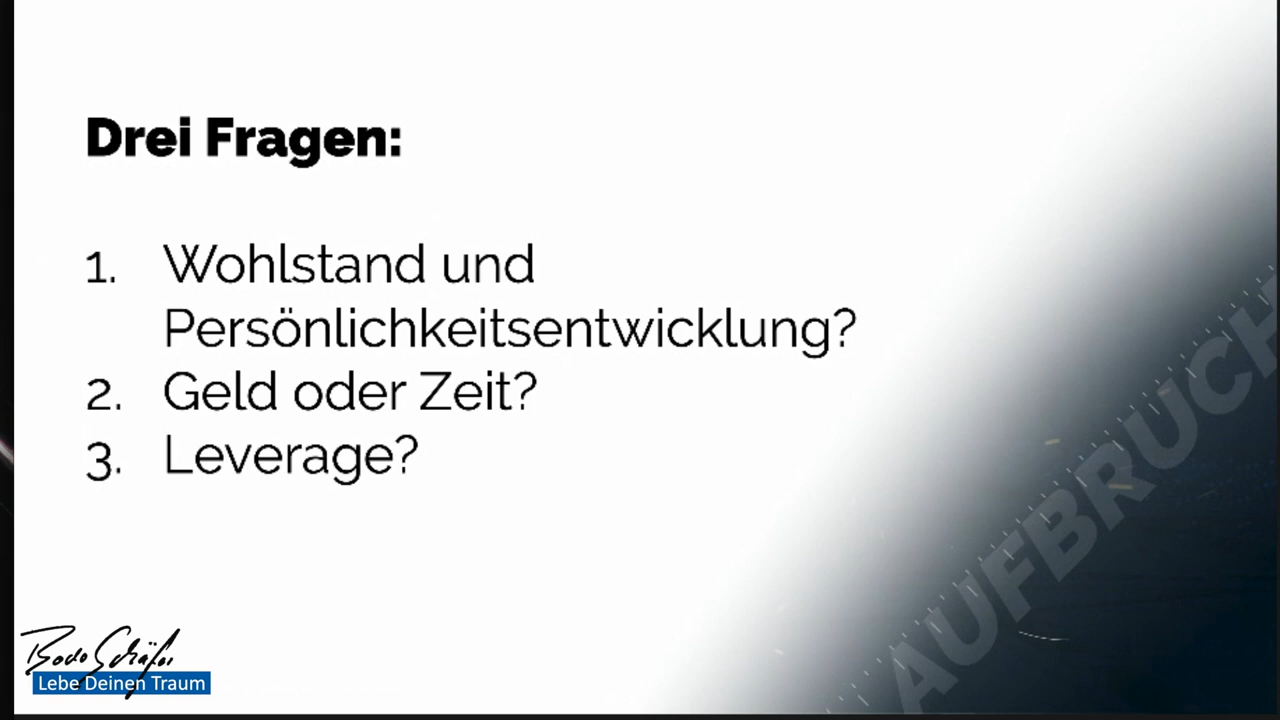 Drei Fragen:
1. Wohlstand und
Persönlichkeitsentwicklung?
2. Geld oder Zeit?
3. Leverage?
AUFBRUCH
Bodo Schäfer
Lebe Deinen Traum